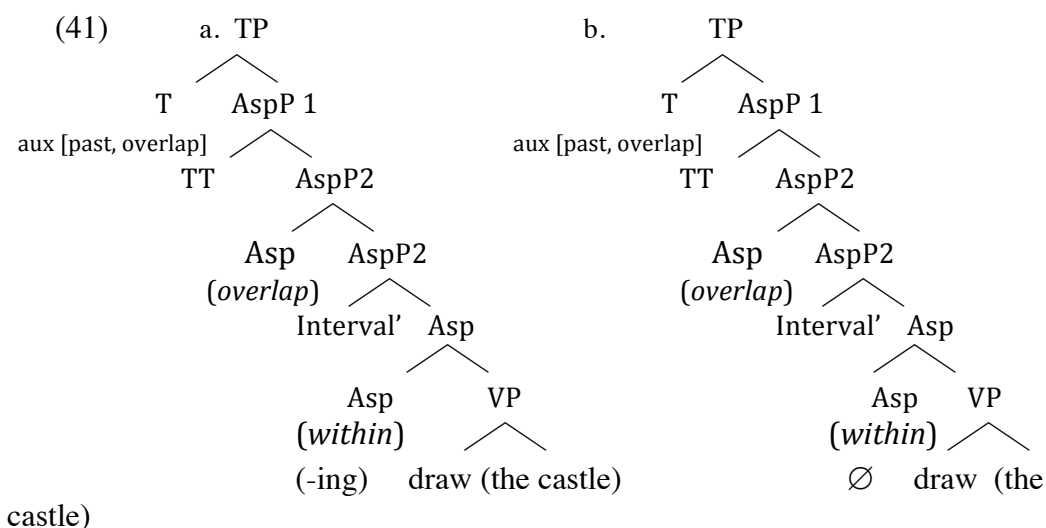 (41) a. TP b. TP
T AspP 1 T AspP 1
aux [past, overlap] aux [past, overlap]
TT AspP2 TT AspP2
Asp AspP2 Asp AspP2
(overlap) (overlap)
Interval’ Asp Interval’ Asp
Asp VP Asp VP
(within) (within)
(-ing) draw (the castle) ∅ draw (the
castle)